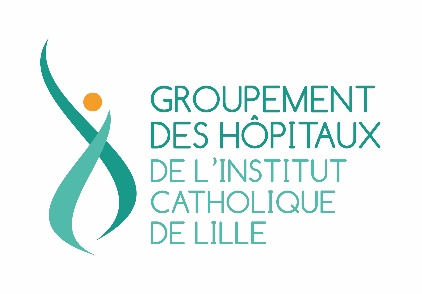 GROUPEMENT
DES HÔPITAUX
DE L'INSTITUT
CATHOLIQUE
DE LILLE